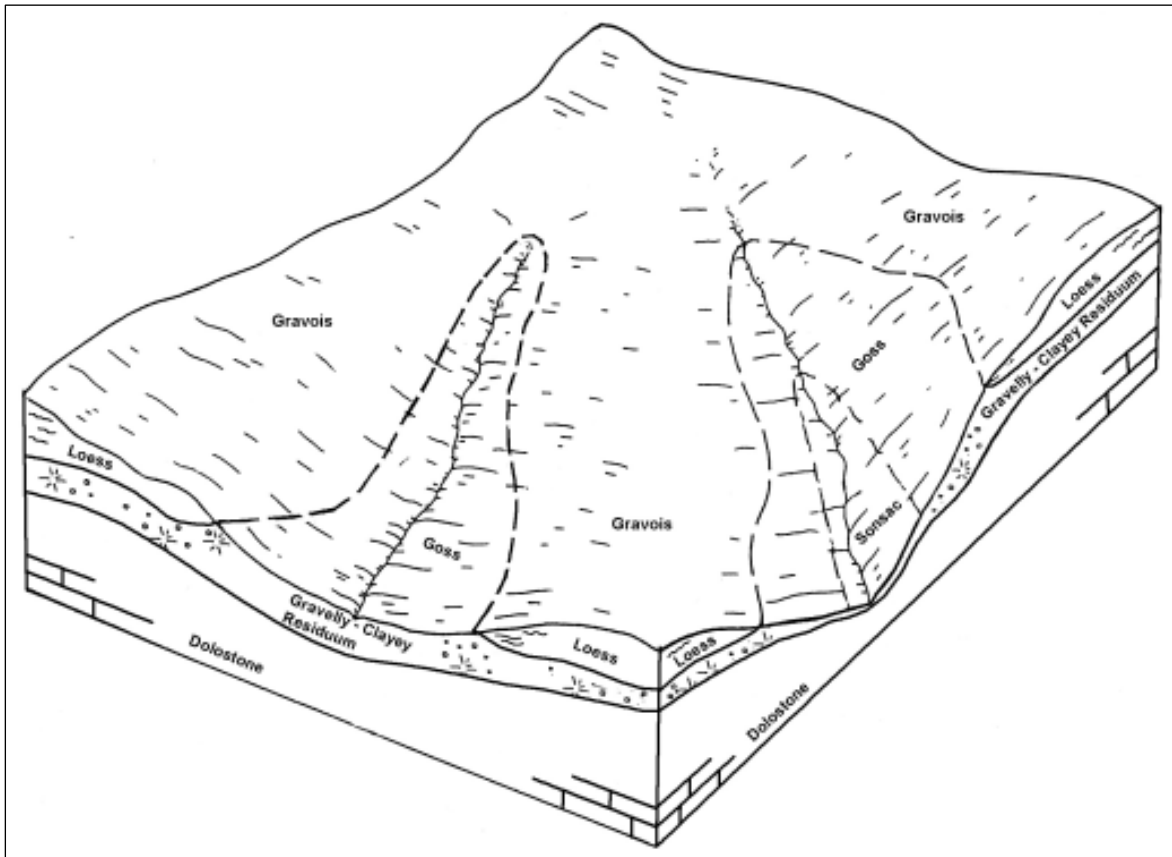 Gravois
Loess
Gravois
Goss
Gravelly - Clayey Residuum
Loess
Gravois
Goss
Sonsac
Gravelly - Clayey
Residuum
Loess
Loess
Dolostone
Dolostone